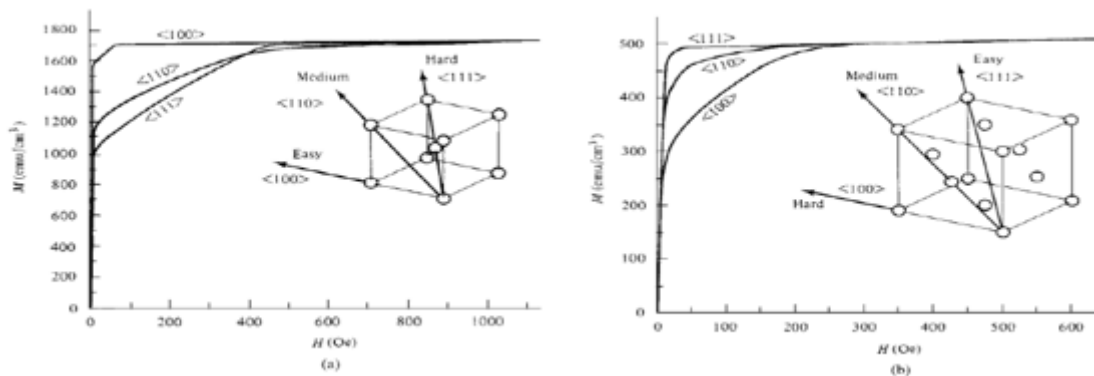 M (emu/cm³)
1800
1600
1400
1200
1000
800
600
400
200
0
<100>
<110>
<111>
Hard
<111>
Medium
<110>
Easy
<100>
0 200 400 600 800 1000
H (Oe)
(a)
M (emu/cm³)
500
400
300
200
100
0
<111>
<110>
<100>
Easy
<111>
Medium
<110>
<100>
Hard
0 100 200 300 400 500 600
H (Oe)
(b)